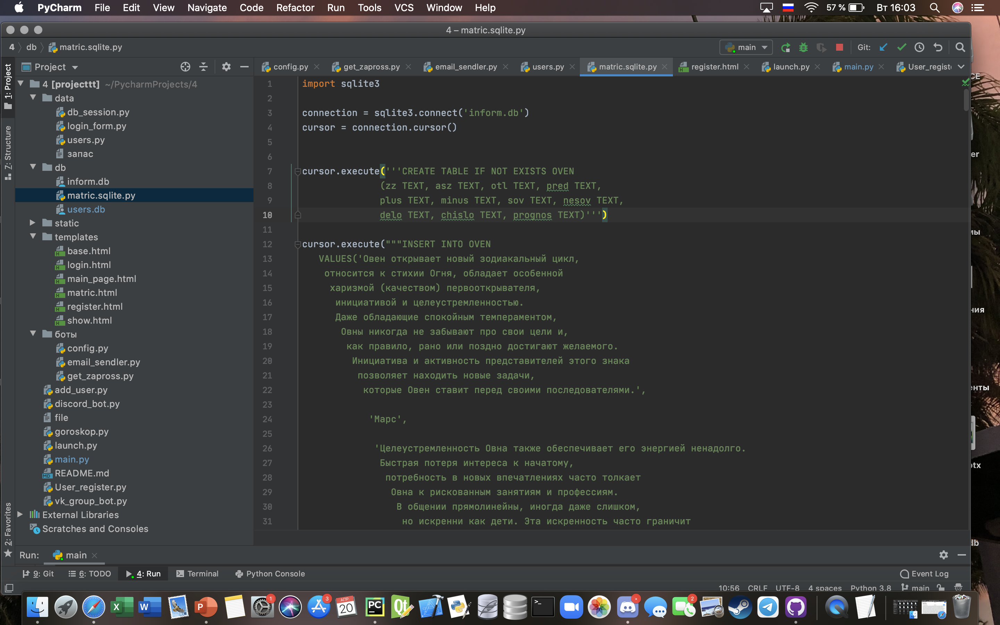 PyCharm File Edit View Navigate Code Refactor Run Tools VCS Window Help 57 % Вт 16:03
4 – matric.sqlite.py
4 db matric.sqlite.py main Git:
Project
config.py get_zapross.py email_sendler.py users.py matric.sqlite.py register.html launch.py main.py User_regist
1: Project
7: Structure
2: Favorites
4 [projecttt] ~/PycharmProjects/4
data
db_session.py
login_form.py
users.py
запас
db
inform.db
matric.sqlite.py
users.db
static
templates
base.html
login.html
main_page.html
matric.html
register.html
show.html
боты
config.py
email_sendler.py
get_zapross.py
add_user.py
discord_bot.py
file
goroskop.py
launch.py
main.py
README.md
User_register.py
vk_group_bot.py
External Libraries
Scratches and Consoles
1 import sqlite3
2
3 connection = sqlite3.connect('inform.db')
4 cursor = connection.cursor()
5
6
7 cursor.execute('''CREATE TABLE IF NOT EXISTS OVEN
8 (zz TEXT, asz TEXT, otl TEXT, pred TEXT,
9 plus TEXT, minus TEXT, sov TEXT, nesov TEXT,
10 delo TEXT, chislo TEXT, prognos TEXT)''')
11
12 cursor.execute("""INSERT INTO OVEN
13 VALUES('Овен открывает новый зодиакальный цикл,
14 относится к стихии Огня, обладает особенной
15 харизмой (качеством) первооткрывателя,
16 инициативой и целеустремленностью.
17 Даже обладающие спокойным темпераментом,
18 Овны никогда не забывают про свои цели и,
19 как правило, рано или поздно достигают желаемого.
20 Инициатива и активность представителей этого знака
21 позволяет находить новые задачи,
22 которые Овен ставит перед своими последователями.',
23
24 'Марс',
25
26 'Целеустремленность Овна также обеспечивает его энергией ненадолго.
27 Быстрая потеря интереса к начатому,
28 потребность в новых впечатлениях часто толкает
29 Овна к рискованным занятиям и профессиям.
30 В общении прямолинейны, иногда даже слишком,
31 но искренни как дети. Эта искренность часто граничит
Run: main
9: Git 6: TODO 4: Run Terminal Python Console Event Log
10:56 CRLF UTF-8 4 spaces Python 3.8 main
АПР 20 PC Qt X W P 1 3 2